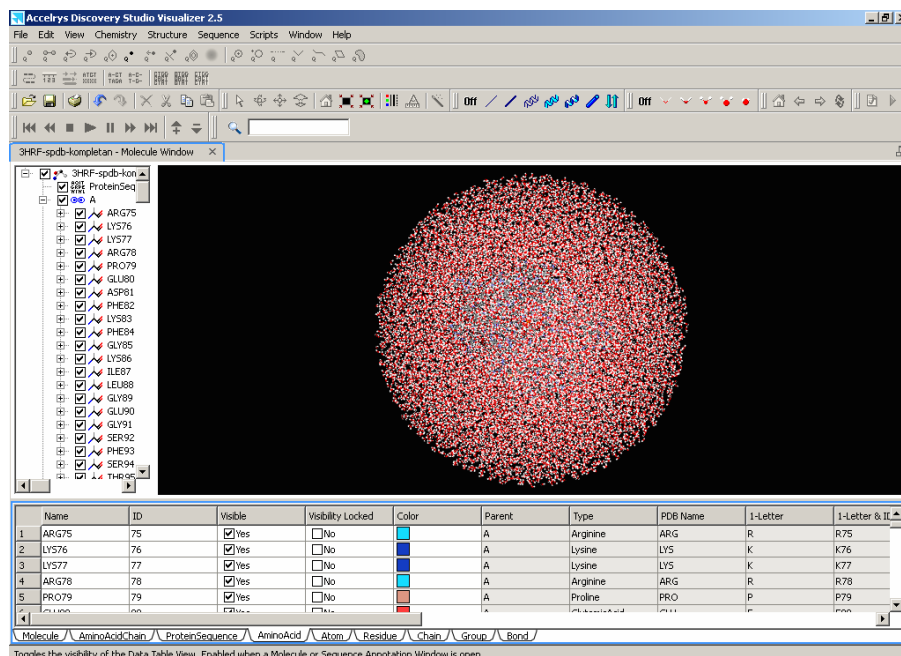 Accelrys Discovery Studio Visualizer 2.5
File Edit View Chemistry Structure Sequence Scripts Window Help
Off Off
3HRF-spdb-kompletan - Molecule Window ×
3HRF-spdb-kon
ProteinSeq
A
ARG75
LYS76
LYS77
ARG78
PRO79
GLU80
ASP81
PHE82
LYS83
PHE84
GLY85
LYS86
ILE87
LEU88
GLY89
GLU90
GLY91
SER92
PHE93
SER94
THR95
Name ID Visible Visibility Locked Color Parent Type PDB Name 1-Letter 1-Letter & ID
1 ARG75 75 Yes No A Arginine ARG R R75
2 LYS76 76 Yes No A Lysine LYS K K76
3 LYS77 77 Yes No A Lysine LYS K K77
4 ARG78 78 Yes No A Arginine ARG R R78
5 PRO79 79 Yes No A Proline PRO P P79
Molecule AminoAcidChain ProteinSequence AminoAcid Atom Residue Chain Group Bond
Toggles the visibility of the Data Table View. Enabled when a Molecule or Sequence Annotation Window is open.